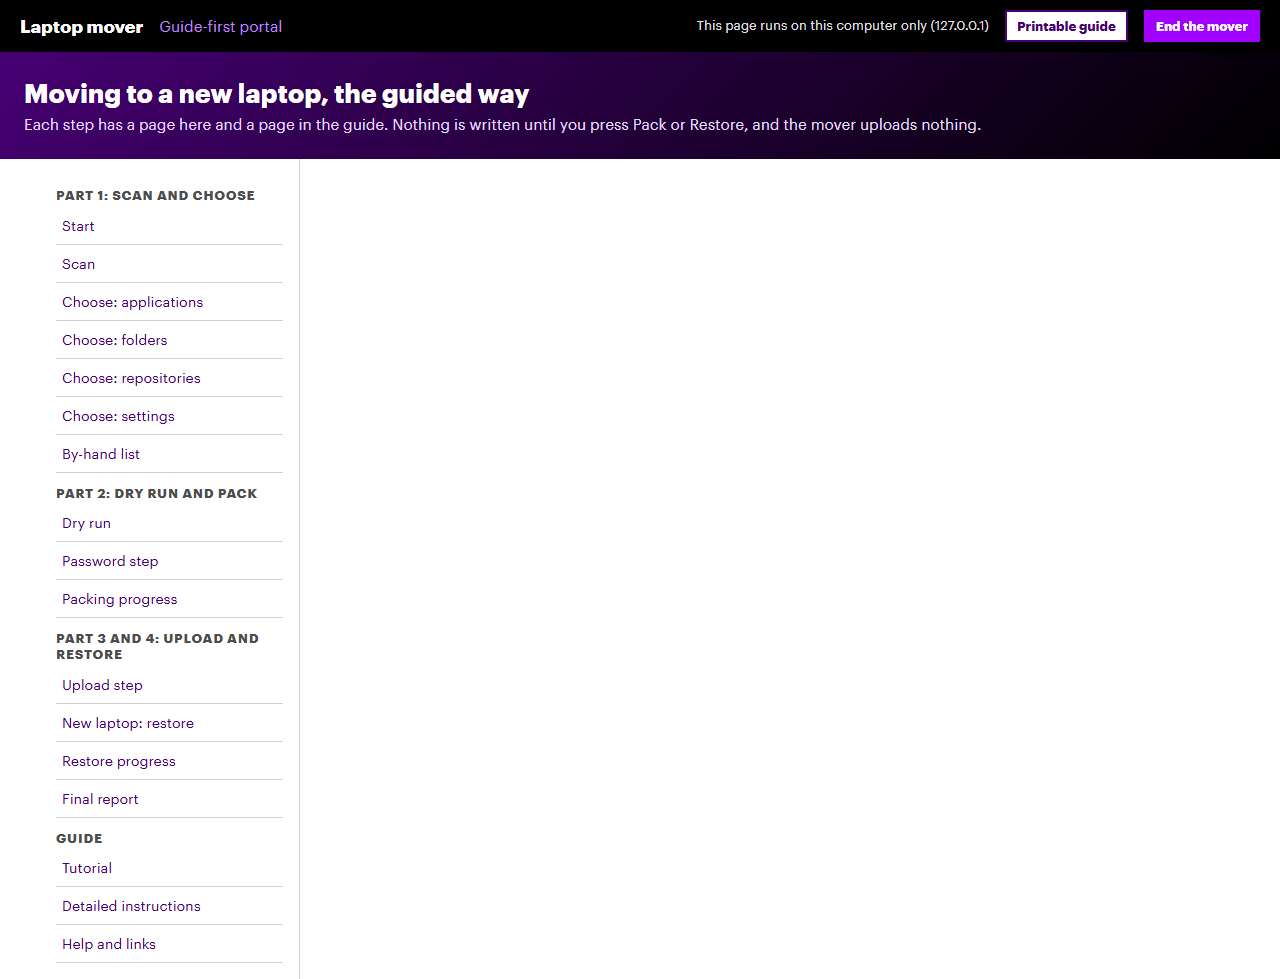 Laptop mover Guide-first portal This page runs on this computer only (127.0.0.1) Printable guide End the mover
Moving to a new laptop, the guided way
Each step has a page here and a page in the guide. Nothing is written until you press Pack or Restore, and the mover uploads nothing.
PART 1: SCAN AND CHOOSE
Start
Scan
Choose: applications
Choose: folders
Choose: repositories
Choose: settings
By-hand list
PART 2: DRY RUN AND PACK
Dry run
Password step
Packing progress
PART 3 AND 4: UPLOAD AND
RESTORE
Upload step
New laptop: restore
Restore progress
Final report
GUIDE
Tutorial
Detailed instructions
Help and links